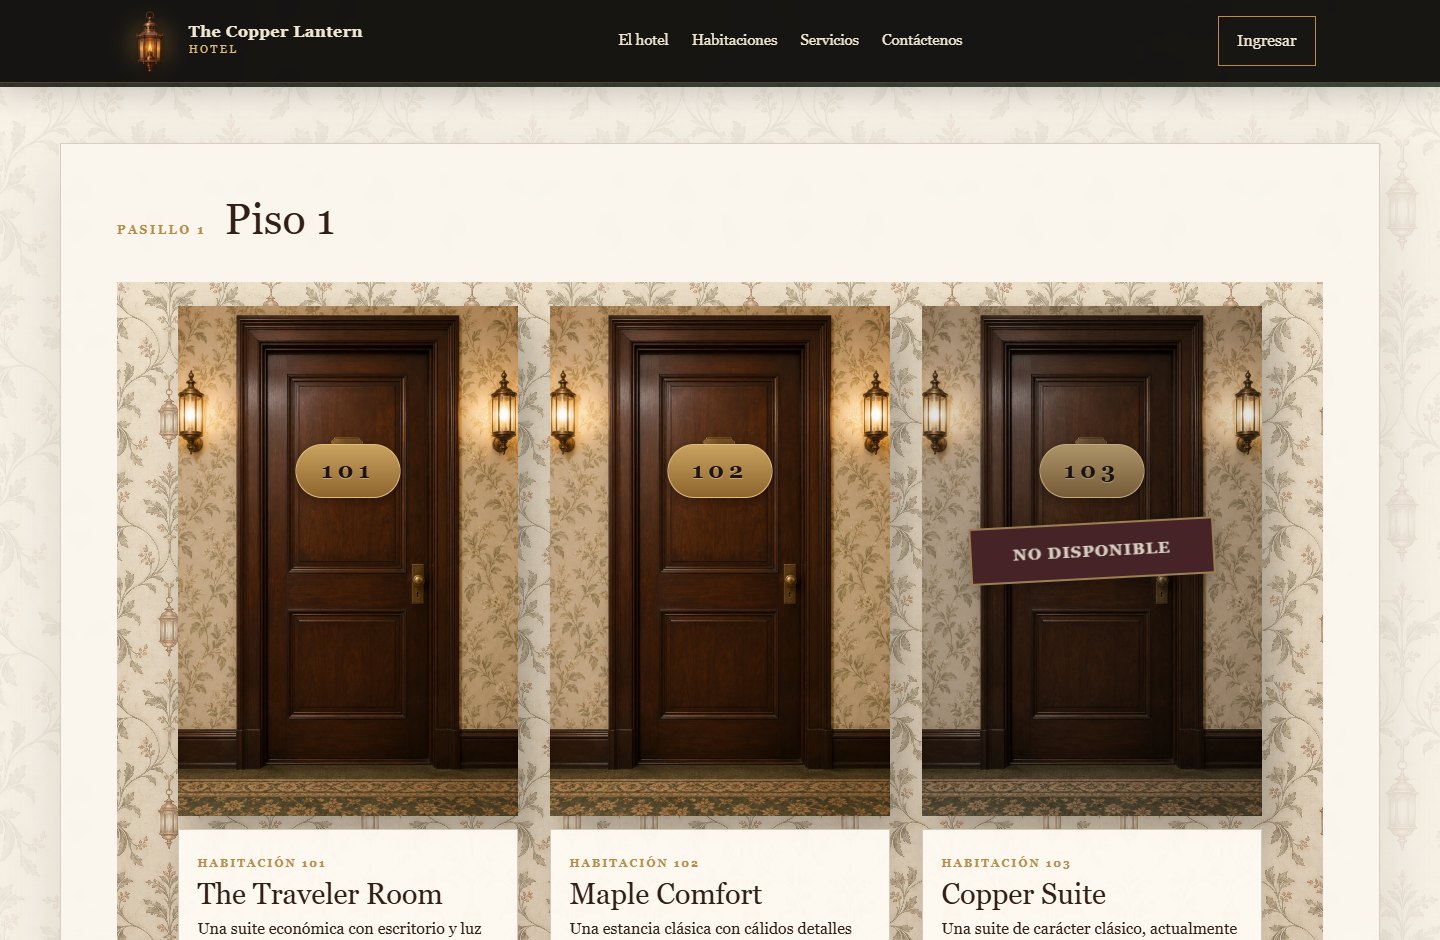 The Copper Lantern
HOTEL
El hotel
Habitaciones
Servicios
Contáctenos
Ingresar
PASILLO 1
Piso 1
101
102
103
NO DISPONIBLE
HABITACIÓN 101
The Traveler Room
Una suite económica con escritorio y luz
HABITACIÓN 102
Maple Comfort
Una estancia clásica con cálidos detalles
HABITACIÓN 103
Copper Suite
Una suite de carácter clásico, actualmente